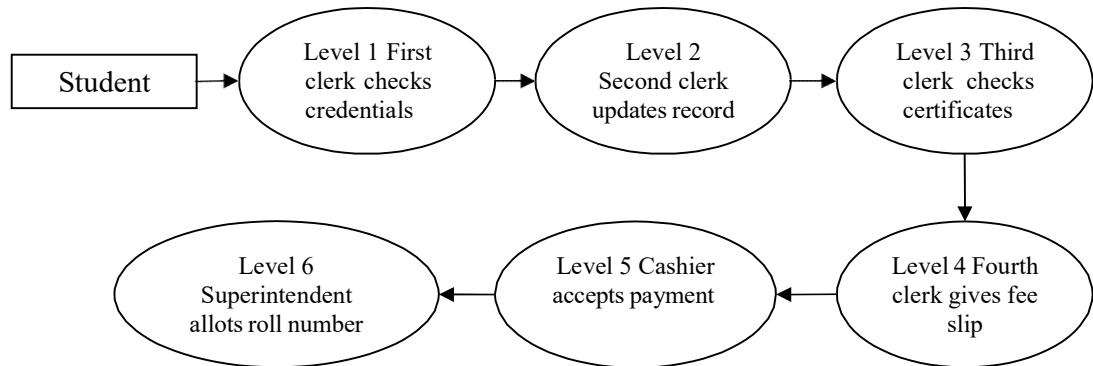 Student
Level 1 First
clerk checks
credentials
Level 2
Second clerk
updates record
Level 3 Third
clerk checks
certificates
Level 4 Fourth
clerk gives fee
slip
Level 5 Cashier
accepts payment
Level 6
Superintendent
allots roll number